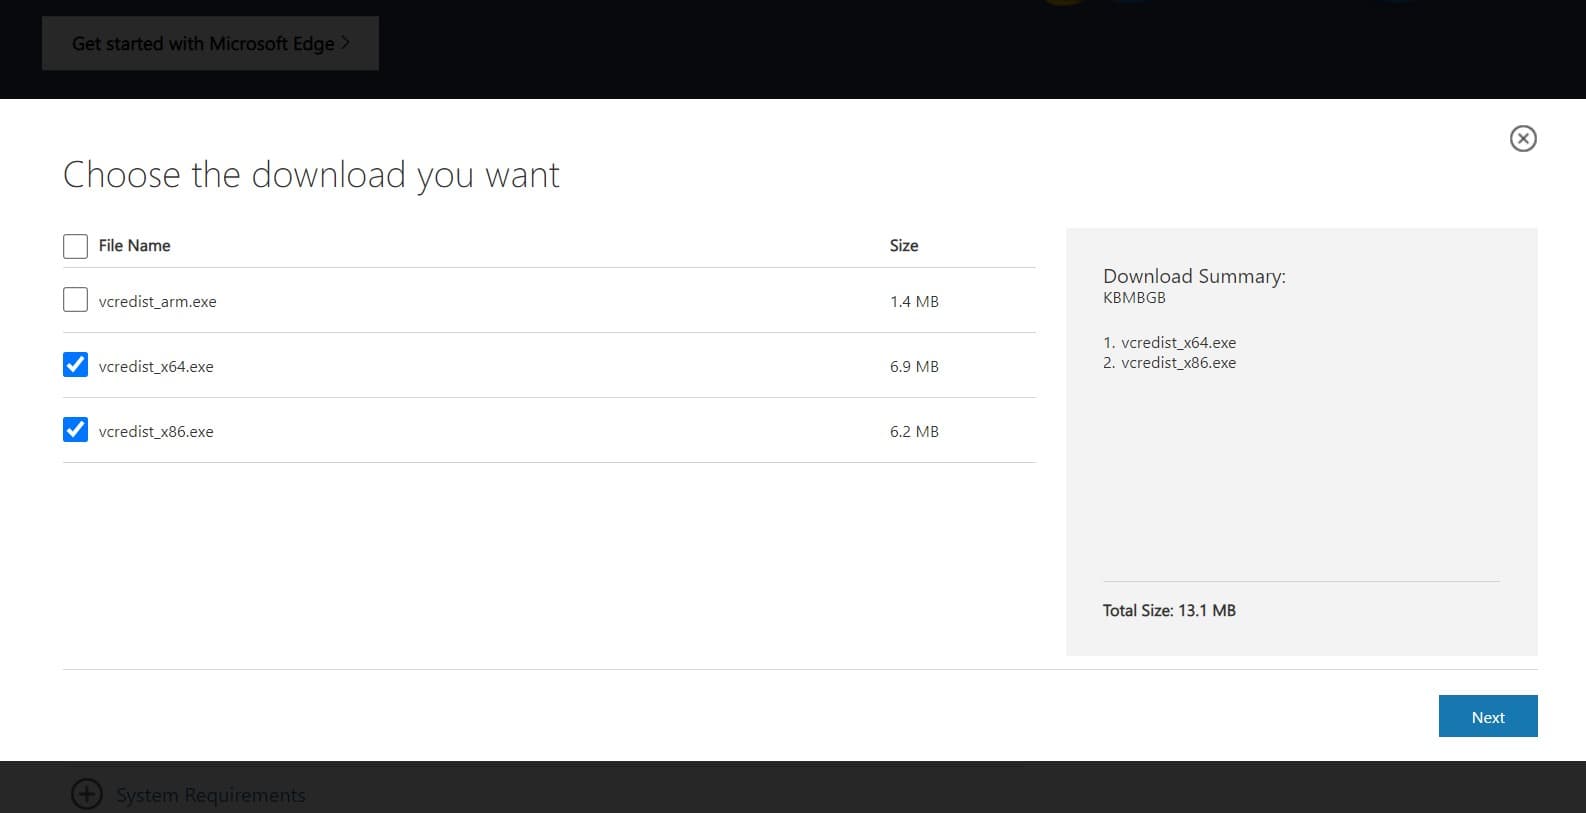 Get started with Microsoft Edge >
Choose the download you want
File Name Size
vcredist_arm.exe 1.4 MB
vcredist_x64.exe 6.9 MB
vcredist_x86.exe 6.2 MB
Download Summary:
KBMBGB
1. vcredist_x64.exe
2. vcredist_x86.exe
Total Size: 13.1 MB
Next
System Requirements